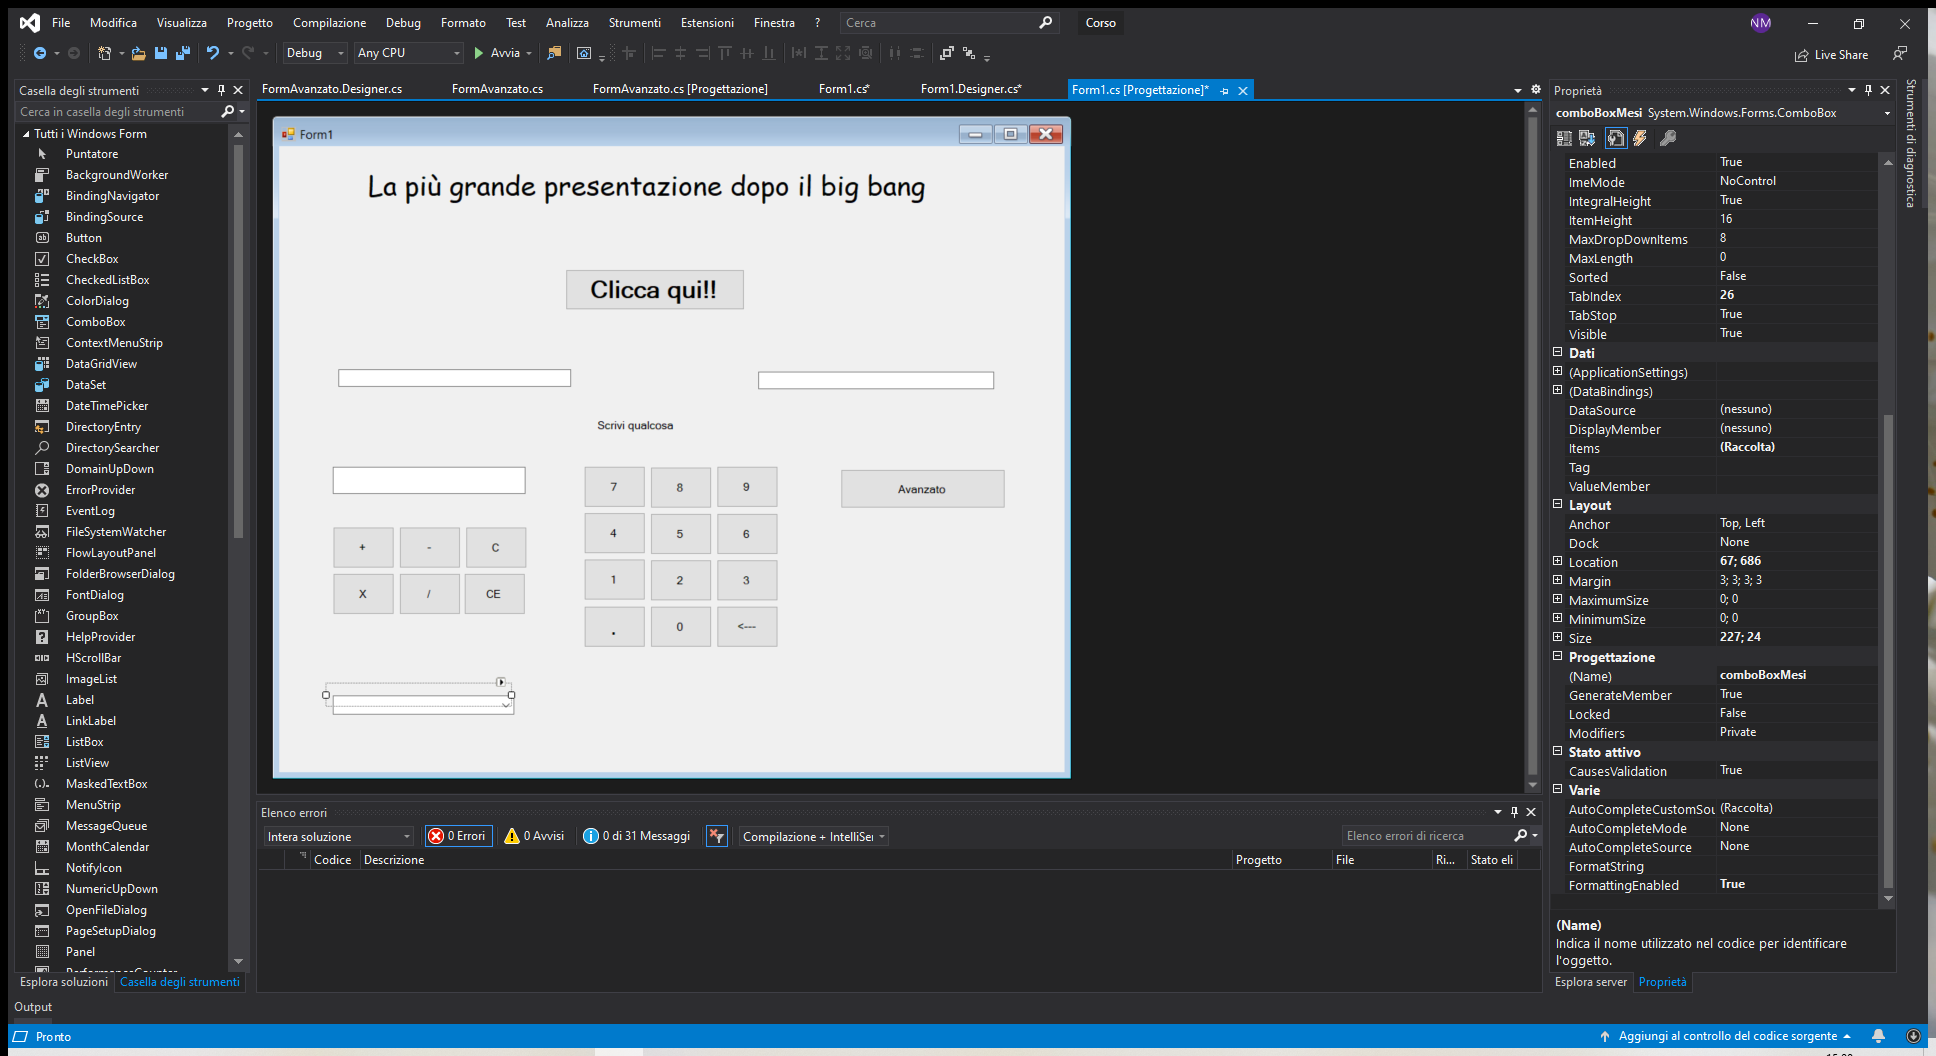 File Modifica Visualizza Progetto Compilazione Debug Formato Test Analizza Strumenti Estensioni Finestra ? Cerca Corso NM
Debug Any CPU Avvia Live Share
Casella degli strumenti
Cerca in casella degli strumenti
Tutti i Windows Form
Puntatore
BackgroundWorker
BindingNavigator
BindingSource
Button
CheckBox
CheckedListBox
ColorDialog
ComboBox
ContextMenuStrip
DataGridView
DataSet
DateTimePicker
DirectoryEntry
DirectorySearcher
DomainUpDown
ErrorProvider
EventLog
FileSystemWatcher
FlowLayoutPanel
FolderBrowserDialog
FontDialog
GroupBox
HelpProvider
HScrollBar
ImageList
Label
LinkLabel
ListBox
ListView
MaskedTextBox
MenuStrip
MessageQueue
MonthCalendar
NotifyIcon
NumericUpDown
OpenFileDialog
PageSetupDialog
Panel
Esplora soluzioni Casella degli strumenti
FormAvanzato.Designer.cs FormAvanzato.cs FormAvanzato.cs [Progettazione] Form1.cs* Form1.Designer.cs* Form1.cs [Progettazione]*
Form1
La più grande presentazione dopo il big bang
Clicca qui!!
Scrivi qualcosa
7 8 9
Avanzato
4 5 6
+ - C
1 2 3
X / CE
. 0 <---
Elenco errori
Intera soluzione 0 Errori 0 Avvisi 0 di 31 Messaggi Compilazione + IntelliSe Elenco errori di ricerca
Codice Descrizione Progetto File Ri... Stato eli
Proprietà
comboBoxMesi System.Windows.Forms.ComboBox
Enabled True
ImeMode NoControl
IntegralHeight True
ItemHeight 16
MaxDropDownItems 8
MaxLength 0
Sorted False
TabIndex 26
TabStop True
Visible True
Dati
(ApplicationSettings)
(DataBindings)
DataSource (nessuno)
DisplayMember (nessuno)
Items (Raccolta)
Tag
ValueMember
Layout
Anchor Top, Left
Dock None
Location 67; 686
Margin 3; 3; 3; 3
MaximumSize 0; 0
MinimumSize 0; 0
Size 227; 24
Progettazione
(Name) comboBoxMesi
GenerateMember True
Locked False
Modifiers Private
Stato attivo
CausesValidation True
Varie
AutoCompleteCustomSou (Raccolta)
AutoCompleteMode None
AutoCompleteSource None
FormatString
FormattingEnabled True
(Name)
Indica il nome utilizzato nel codice per identificare
l'oggetto.
Esplora server Proprietà
Strumenti di diagnostica
Output
Pronto Aggiungi al controllo del codice sorgente